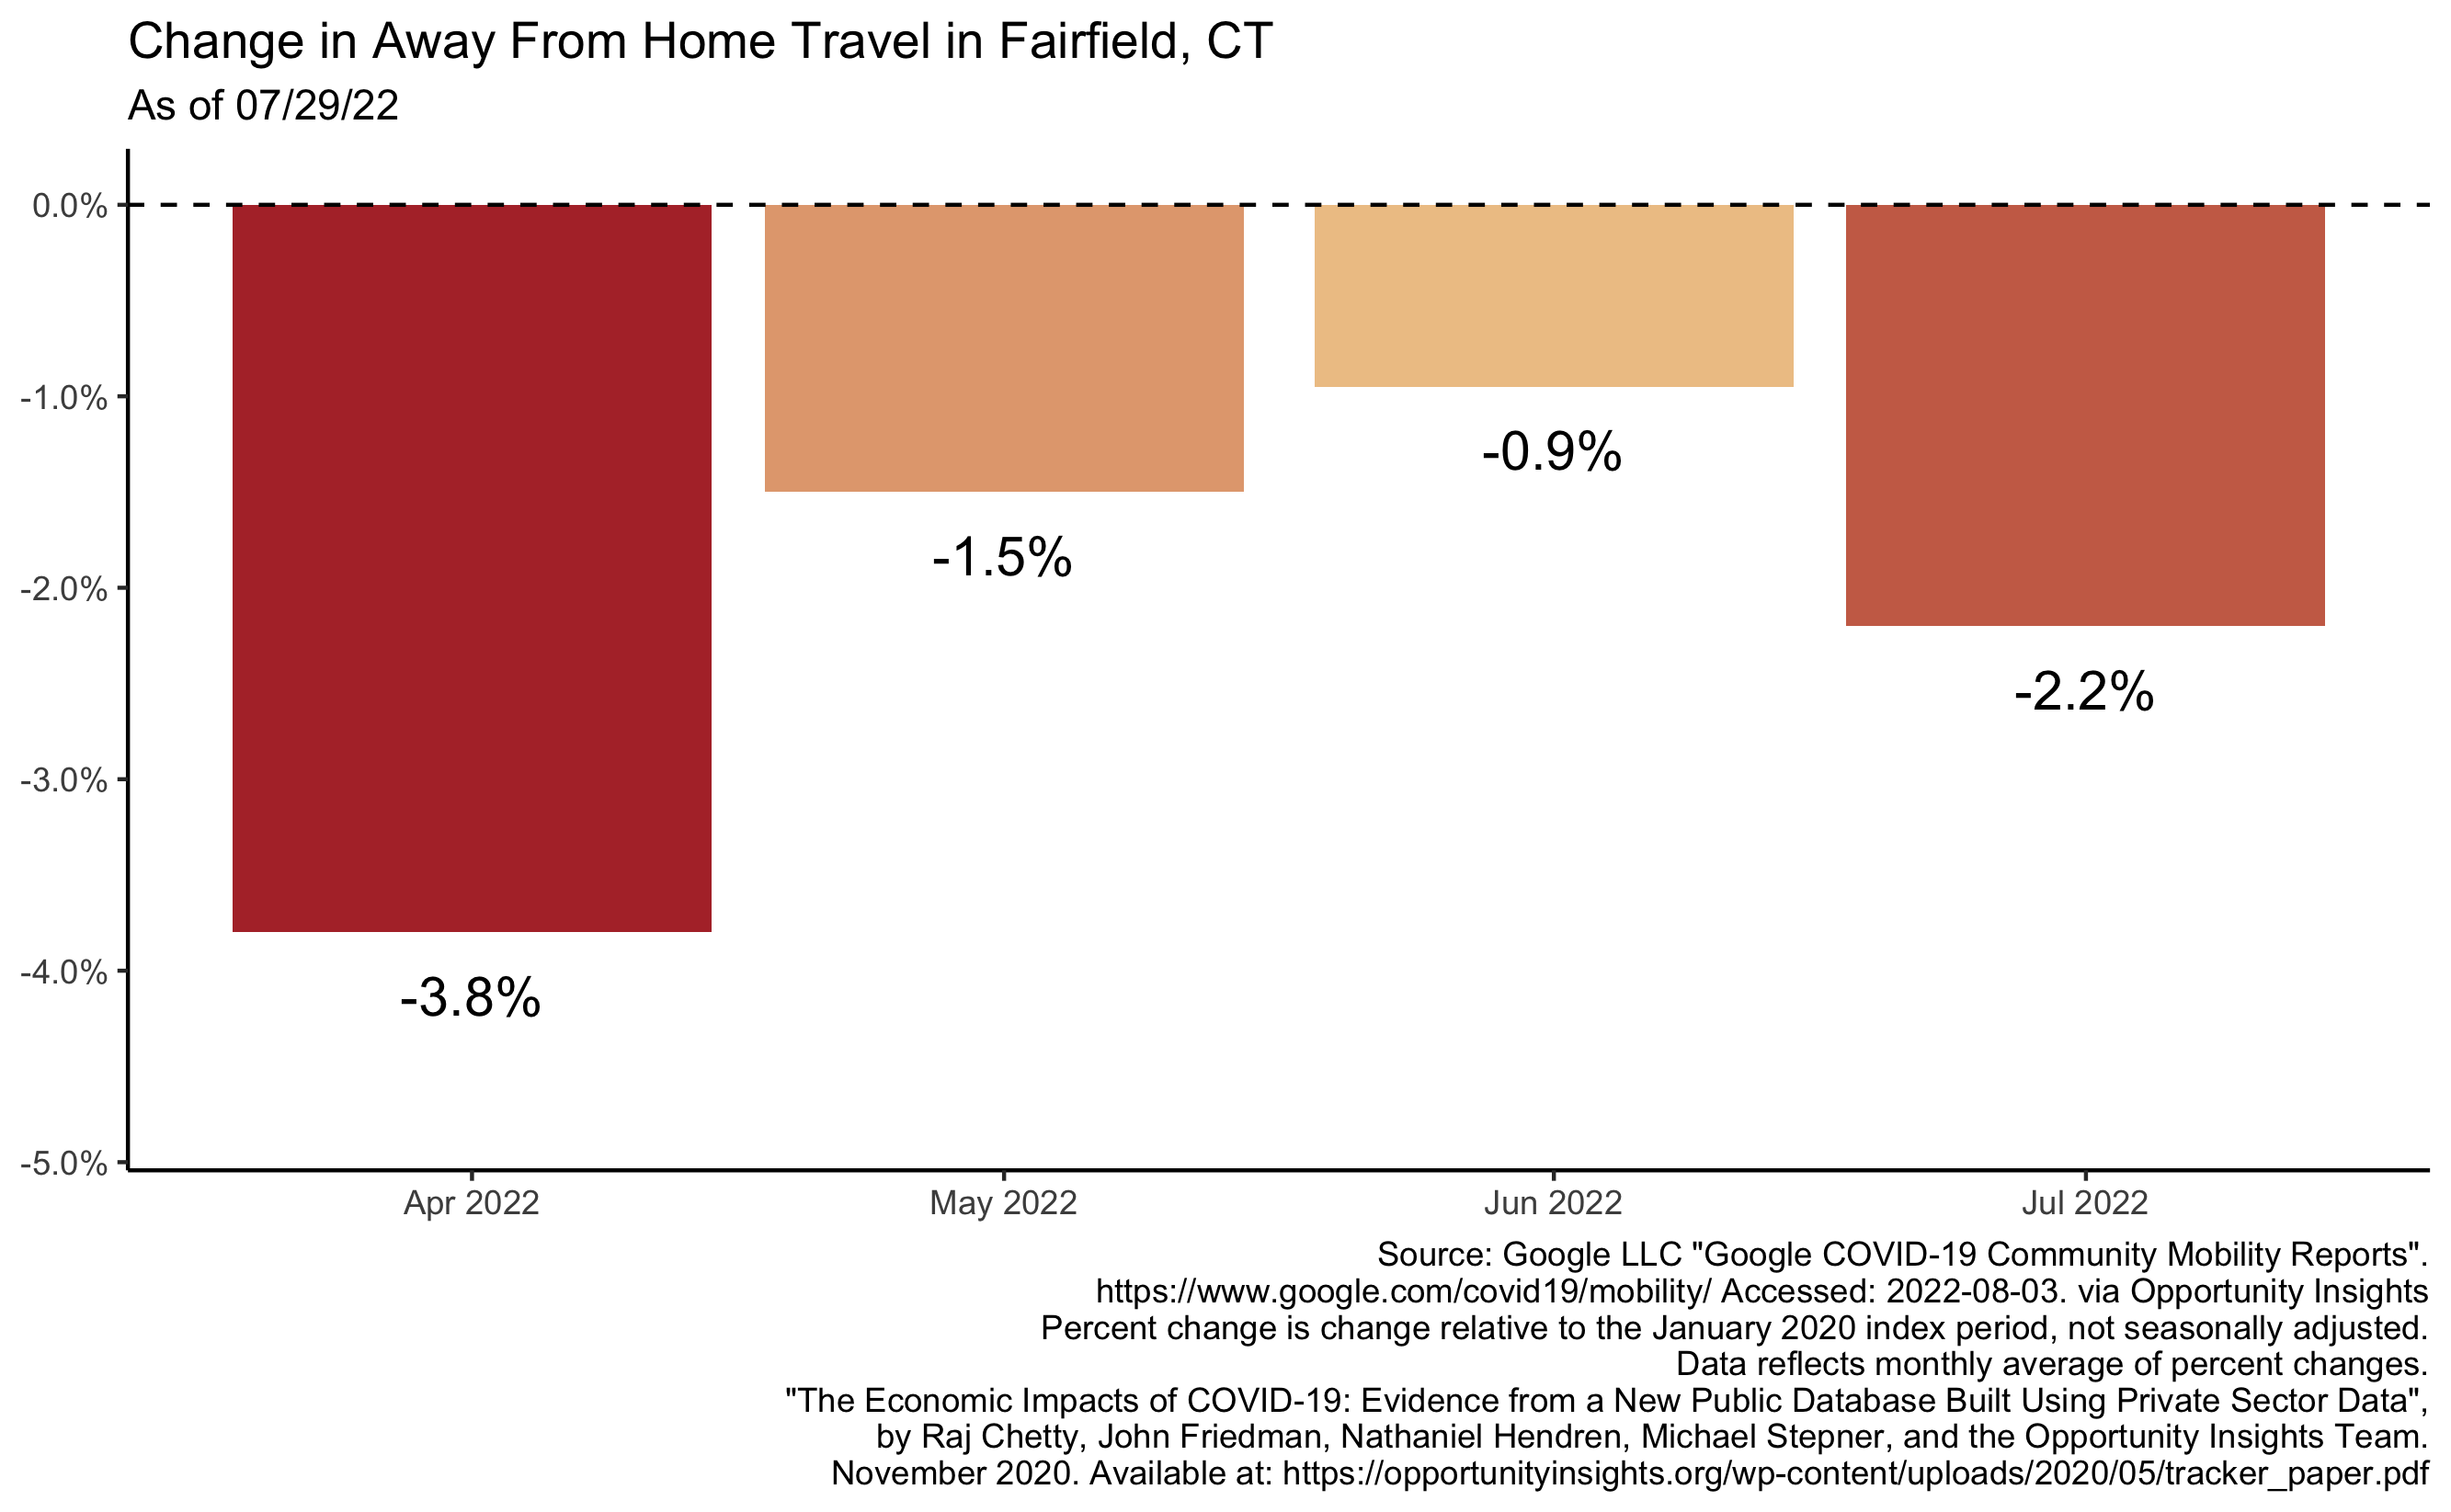 Change in Away From Home Travel in Fairfield, CT
As of 07/29/22
0.0%
-1.0%
-2.0%
-3.0%
-4.0%
-5.0%
-3.8%
-1.5%
-0.9%
-2.2%
Apr 2022
May 2022
Jun 2022
Jul 2022
Source: Google LLC "Google COVID-19 Community Mobility Reports".
https://www.google.com/covid19/mobility/ Accessed: 2022-08-03. via Opportunity Insights
Percent change is change relative to the January 2020 index period, not seasonally adjusted.
Data reflects monthly average of percent changes.
"The Economic Impacts of COVID-19: Evidence from a New Public Database Built Using Private Sector Data",
by Raj Chetty, John Friedman, Nathaniel Hendren, Michael Stepner, and the Opportunity Insights Team.
November 2020. Available at: https://opportunityinsights.org/wp-content/uploads/2020/05/tracker_paper.pdf